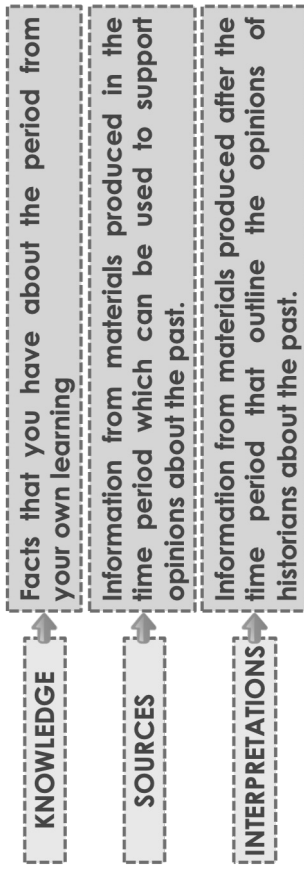 KNOWLEDGE
Facts that you have about the period from
your own learning
SOURCES
Information from materials produced in the
time period which can be used to support
opinions about the past.
INTERPRETATIONS
Information from materials produced after the
time period that outline the opinions of
historians about the past.